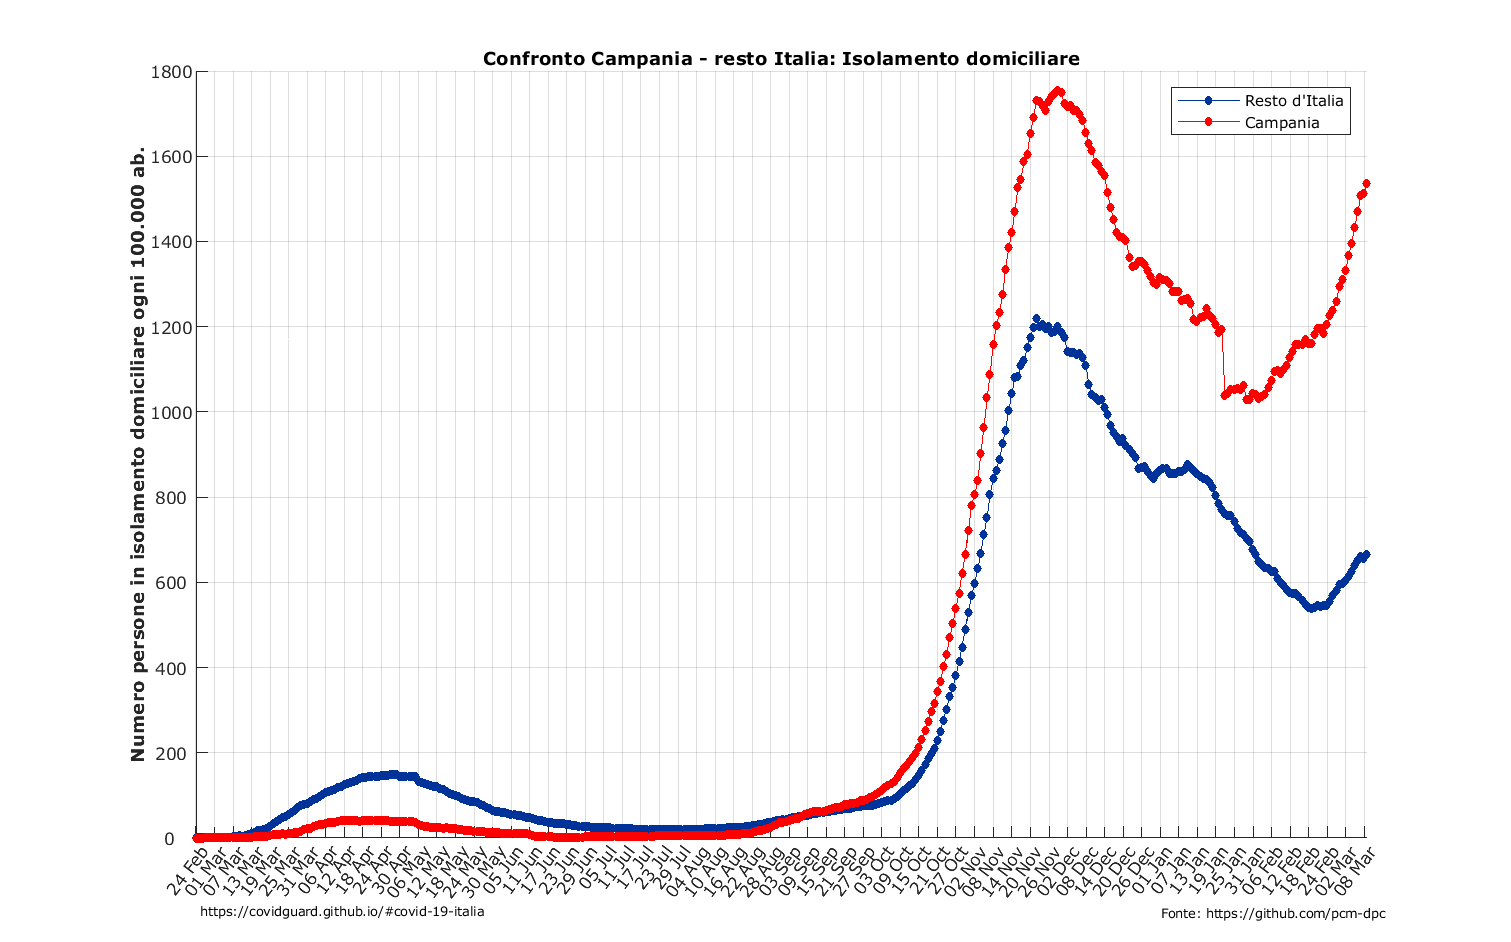 Confronto Campania - resto Italia: Isolamento domiciliare
Numero persone in isolamento domiciliare ogni 100.000 ab.
1800
1600
1400
1200
1000
800
600
400
200
0
Resto d'Italia
Campania
24 Feb
01 Mar
07 Mar
13 Mar
19 Mar
25 Mar
31 Mar
06 Apr
12 Apr
18 Apr
24 Apr
30 Apr
06 May
12 May
18 May
24 May
30 May
05 Jun
11 Jun
17 Jun
23 Jun
29 Jun
05 Jul
11 Jul
17 Jul
23 Jul
29 Jul
04 Aug
10 Aug
16 Aug
22 Aug
28 Aug
03 Sep
09 Sep
15 Sep
21 Sep
27 Sep
03 Oct
09 Oct
15 Oct
21 Oct
27 Oct
02 Nov
08 Nov
14 Nov
20 Nov
26 Nov
02 Dec
08 Dec
14 Dec
20 Dec
26 Dec
01 Jan
07 Jan
13 Jan
19 Jan
25 Jan
31 Jan
06 Feb
12 Feb
18 Feb
24 Feb
02 Mar
08 Mar
https://covidguard.github.io/#covid-19-italia
Fonte: https://github.com/pcm-dpc